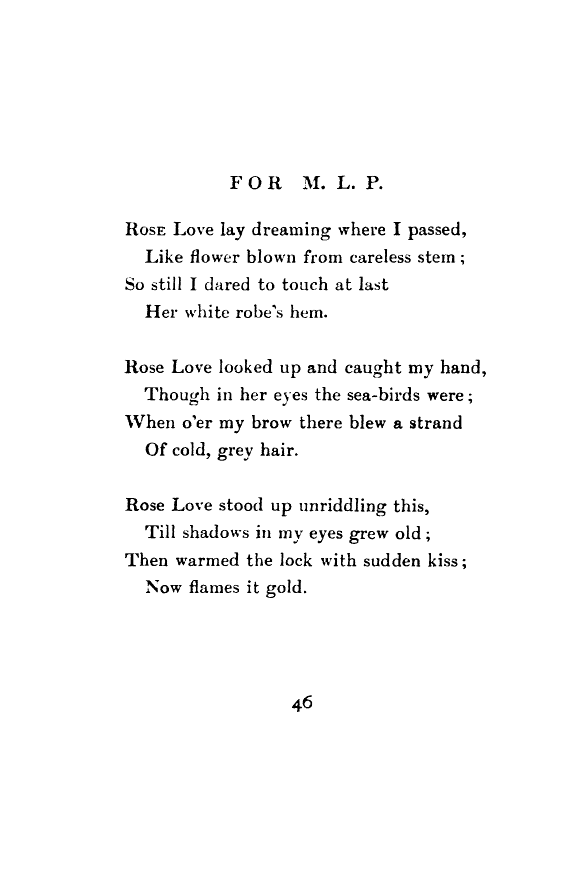 FOR M. L. P.
Rose Love lay dreaming where I passed,
Like flower blown from careless stem;
So still I dared to touch at last
Her white robe's hem.
Rose Love looked up and caught my hand,
Though in her eyes the sea-birds were;
When o'er my brow there blew a strand
Of cold, grey hair.
Rose Love stood up unriddling this,
Till shadows in my eyes grew old;
Then warmed the lock with sudden kiss;
Now flames it gold.
46